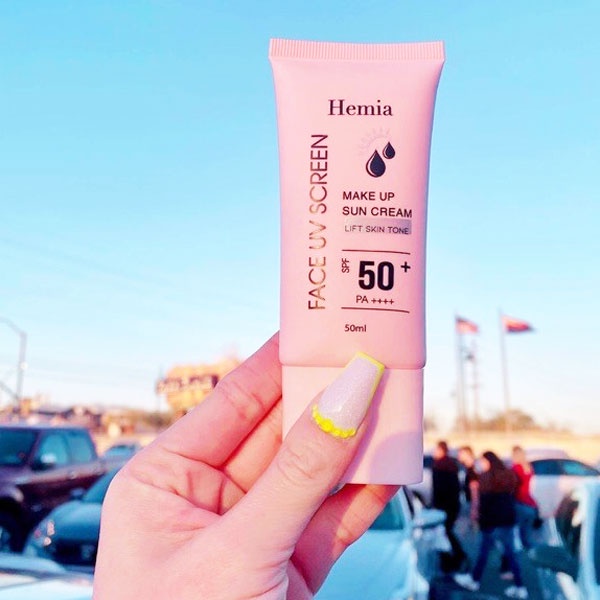 Hemia
FACE UV SCREEN
MAKE UP
SUN CREAM
LIFT SKIN TONE
SPF 50+
PA ++++
50ml